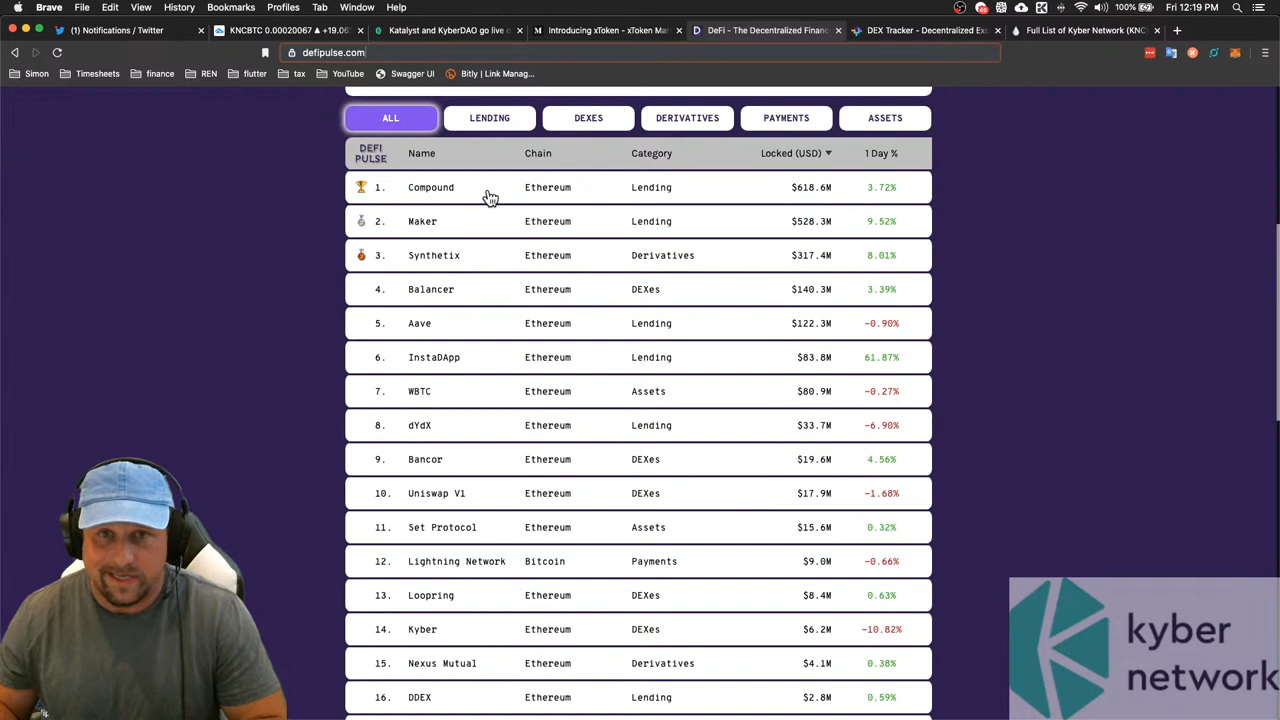 Brave File Edit View History Bookmarks Profiles Tab Window Help 100% Fri 12:19 PM
(1) Notifications / Twitter KNCBTC 0.00020067 ▲ +19.06 Katalyst and KyberDAO go live o Introducing xToken - xToken Mar DeFi - The Decentralized Financ DEX Tracker - Decentralized Exc Full List of Kyber Network (KNC
defipulse.com
Simon Timesheets finance REN flutter tax YouTube Swagger UI Bitly | Link Manag...
ALL LENDING DEXES DERIVATIVES PAYMENTS ASSETS
DEFI PULSE Name Chain Category Locked (USD) ▼ 1 Day %
1. Compound Ethereum Lending $618.6M 3.72%
2. Maker Ethereum Lending $528.3M 9.52%
3. Synthetix Ethereum Derivatives $317.4M 8.01%
4. Balancer Ethereum DEXes $140.3M 3.39%
5. Aave Ethereum Lending $122.3M -0.90%
6. InstaDApp Ethereum Lending $83.8M 61.87%
7. WBTC Ethereum Assets $80.9M -0.27%
8. dYdX Ethereum Lending $33.7M -6.90%
9. Bancor Ethereum DEXes $19.6M 4.56%
10. Uniswap V1 Ethereum DEXes $17.9M -1.68%
11. Set Protocol Ethereum Assets $15.6M 0.32%
12. Lightning Network Bitcoin Payments $9.0M -0.66%
13. Loopring Ethereum DEXes $8.4M 0.63%
14. Kyber Ethereum DEXes $6.2M -10.82%
15. Nexus Mutual Ethereum Derivatives $4.1M 0.38%
16. DDEX Ethereum Lending $2.8M 0.59%
kyber
network